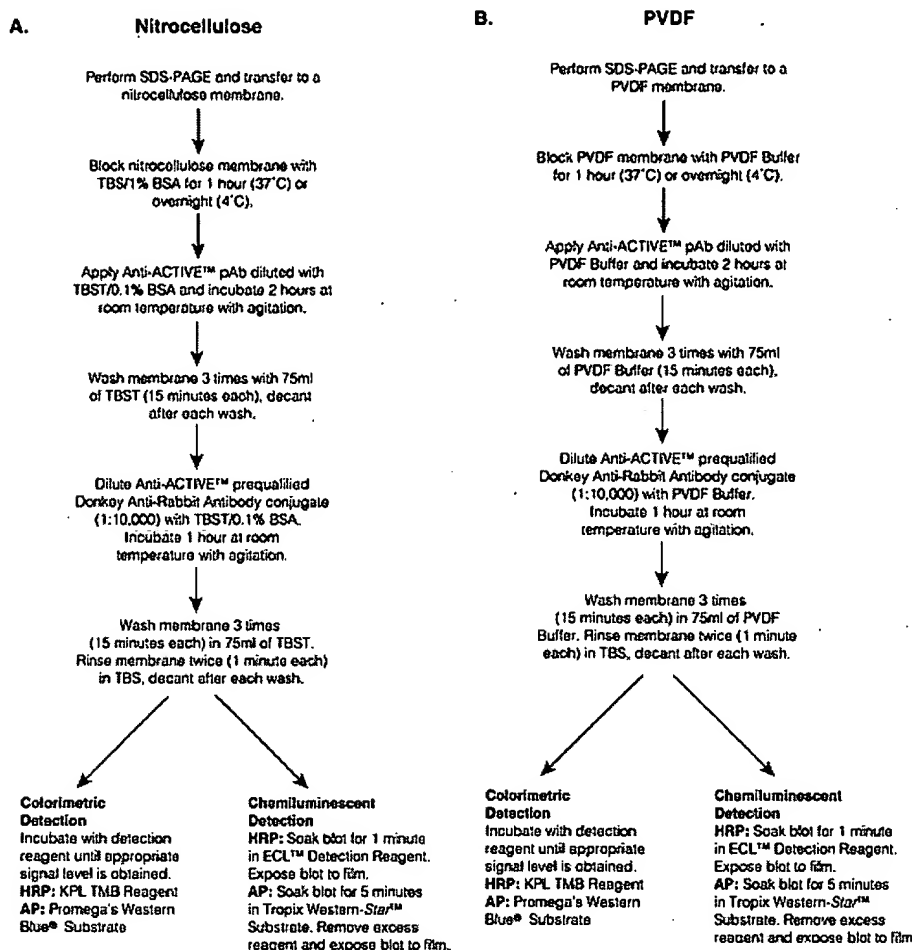 A.
Nitrocellulose
Perform SDS-PAGE and transfer to a
nitrocellulose membrane.
Block nitrocellulose membrane with
TBS/1% BSA for 1 hour (37˚C) or
overnight (4˚C).
Apply Anti-ACTIVE™ pAb diluted with
TBST/0.1% BSA and incubate 2 hours at
room temperature with agitation.
Wash membrane 3 times with 75ml
of TBST (15 minutes each), decant
after each wash.
Dilute Anti-ACTIVE™ prequalified
Donkey Anti-Rabbit Antibody conjugate
(1:10,000) with TBST/0.1% BSA.
Incubate 1 hour at room
temperature with agitation.
Wash membrane 3 times
(15 minutes each) in 75ml of TBST.
Rinse membrane twice (1 minute each)
in TBS, decant after each wash.
Colorimetric
Detection
Incubate with detection
reagent until appropriate
signal level is obtained.
HRP: KPL TMB Reagent
AP: Promega's Western
Blue® Substrate
Chemiluminescent
Detection
HRP: Soak blot for 1 minute
in ECL™ Detection Reagent.
Expose blot to film.
AP: Soak blot for 5 minutes
in Tropix Western-Star™
Substrate. Remove excess
reagent and expose blot to film.
B.
PVDF
Perform SDS-PAGE and transfer to a
PVDF membrane.
Block PVDF membrane with PVDF Buffer
for 1 hour (37˚C) or overnight (4˚C).
Apply Anti-ACTIVE™ pAb diluted with
PVDF Buffer and incubate 2 hours at
room temperature with agitation.
Wash membrane 3 times with 75ml
of PVDF Buffer (15 minutes each),
decant after each wash.
Dilute Anti-ACTIVE™ prequalified
Donkey Anti-Rabbit Antibody conjugate
(1:10,000) with PVDF Buffer.
Incubate 1 hour at room
temperature with agitation.
Wash membrane 3 times
(15 minutes each) in 75ml of PVDF
Buffer. Rinse membrane twice (1 minute
each) in TBS, decant after each wash.
Colorimetric
Detection
Incubate with detection
reagent until appropriate
signal level is obtained.
HRP: KPL TMB Reagent
AP: Promega's Western
Blue® Substrate
Chemiluminescent
Detection
HRP: Soak blot for 1 minute
in ECL™ Detection Reagent.
Expose blot to film.
AP: Soak blot for 5 minutes
in Tropix Western-Star™
Substrate. Remove excess
reagent and expose blot to film.